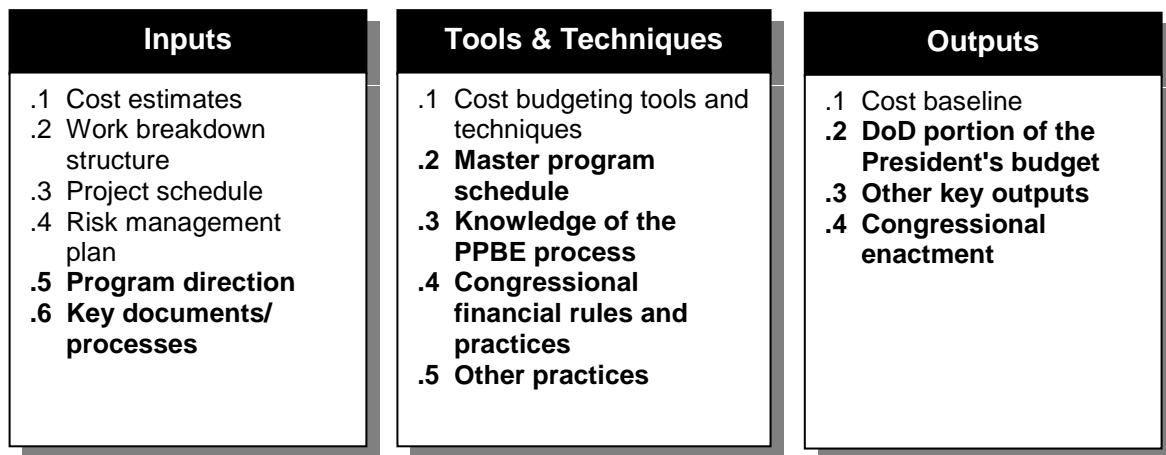 Inputs
.1 Cost estimates
.2 Work breakdown
structure
.3 Project schedule
.4 Risk management
plan
.5 Program direction
.6 Key documents/
processes
Tools & Techniques
.1 Cost budgeting tools and
techniques
.2 Master program
schedule
.3 Knowledge of the
PPBE process
.4 Congressional
financial rules and
practices
.5 Other practices
Outputs
.1 Cost baseline
.2 DoD portion of the
President's budget
.3 Other key outputs
.4 Congressional
enactment